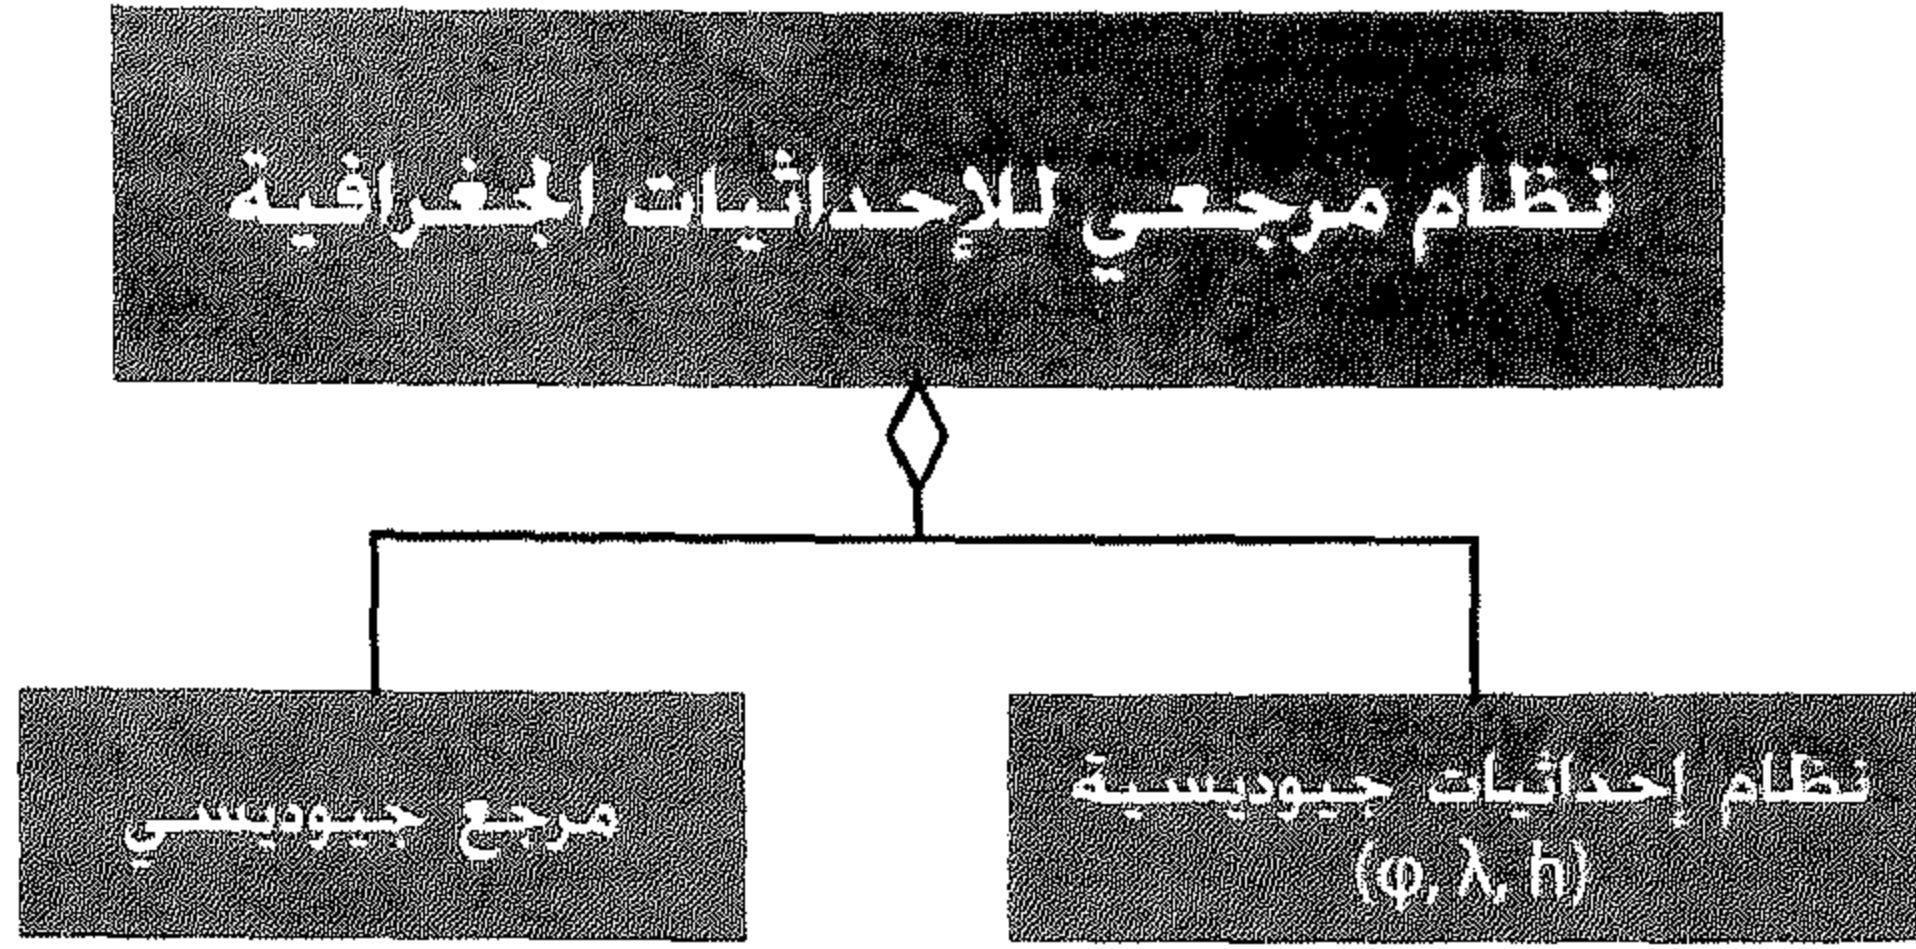 نظام مرجعي للإحداثيات الجغرافية
نظام إحداثيات جيوديسية
(φ, λ, h)
مرجع جيوديسي